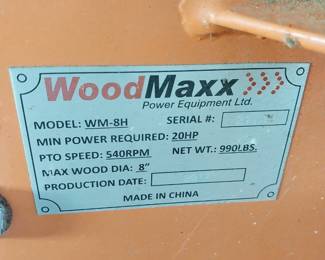 WoodMaxx
Power Equipment Ltd.
MODEL: WM-8H SERIAL #:
MIN POWER REQUIRED: 20HP
PTO SPEED: 540RPM NET WT: 990LBS.
MAX WOOD DIA: 8"
PRODUCTION DATE:
MADE IN CHINA